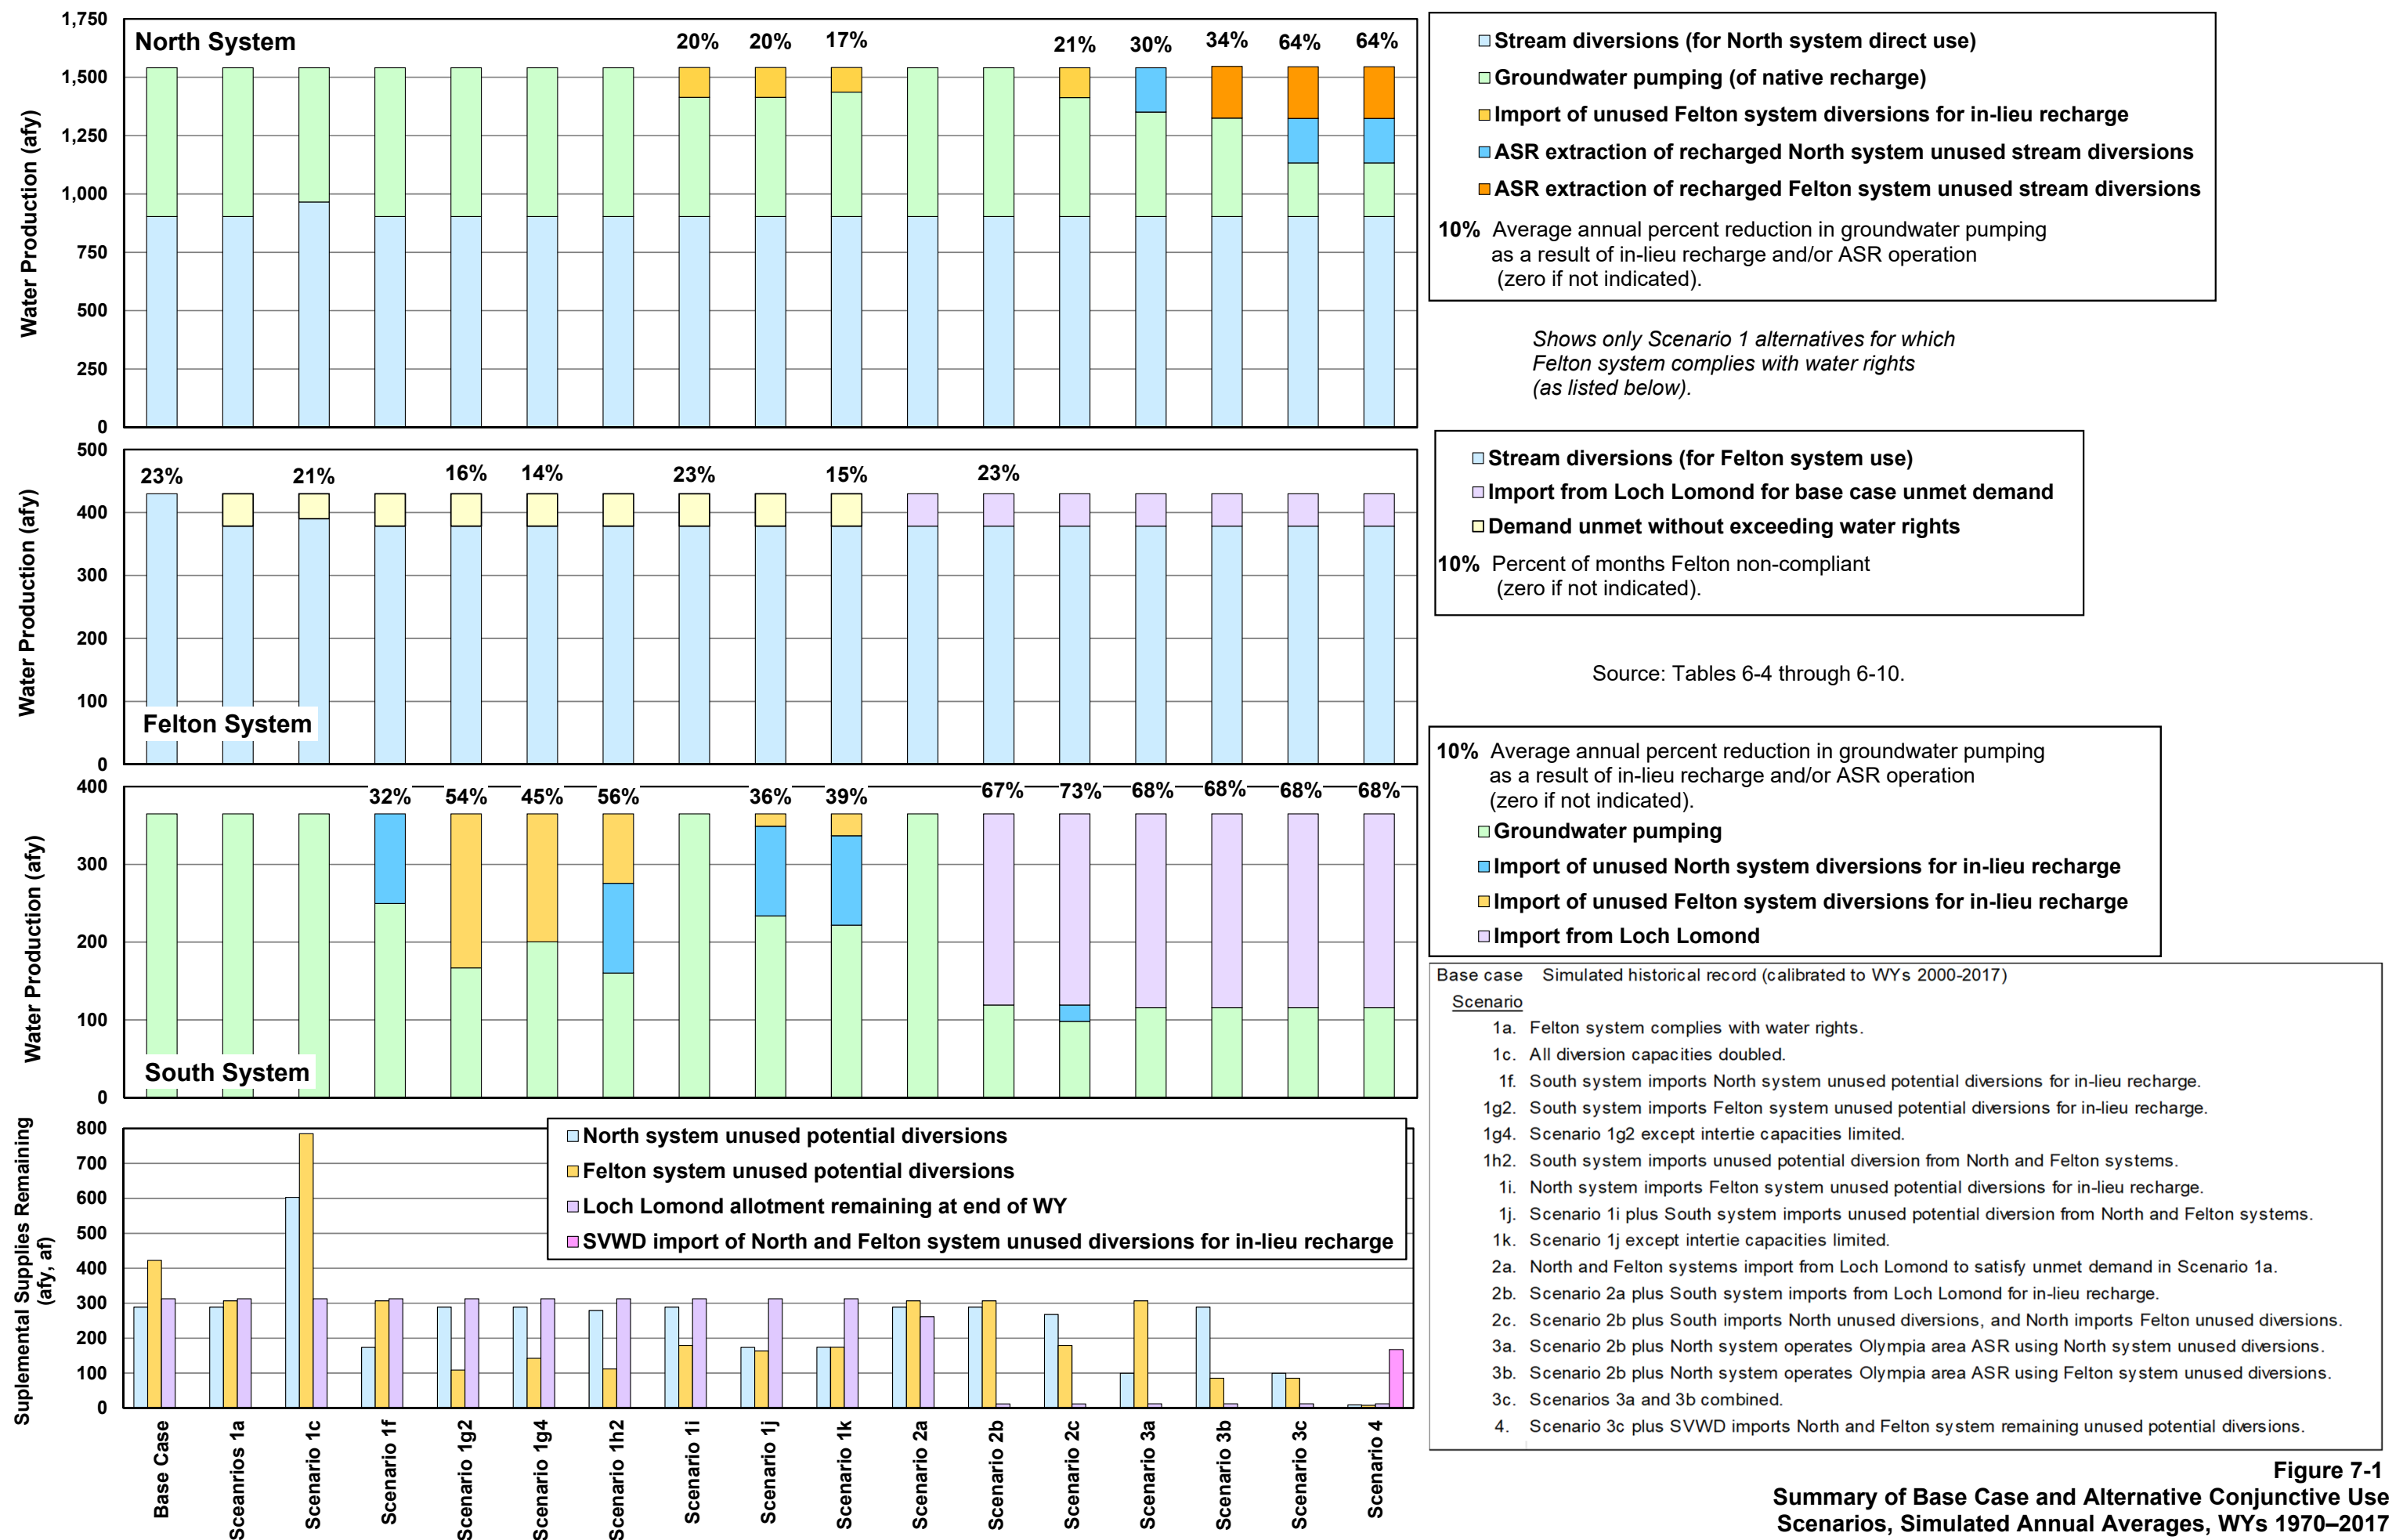 North System
20%
20%
17%
21%
30%
34%
64%
64%
1,750
1,500
1,250
1,000
750
500
250
0
Water Production (afy)
Stream diversions (for North system direct use)
Groundwater pumping (of native recharge)
Import of unused Felton system diversions for in-lieu recharge
ASR extraction of recharged North system unused stream diversions
ASR extraction of recharged Felton system unused stream diversions
10% Average annual percent reduction in groundwater pumping
as a result of in-lieu recharge and/or ASR operation
(zero if not indicated).
Shows only Scenario 1 alternatives for which
Felton system complies with water rights
(as listed below).
500
400
300
200
100
0
Water Production (afy)
23%
21%
16%
14%
23%
15%
23%
Felton System
Stream diversions (for Felton system use)
Import from Loch Lomond for base case unmet demand
Demand unmet without exceeding water rights
10% Percent of months Felton non-compliant
(zero if not indicated).
Source: Tables 6-4 through 6-10.
400
300
200
100
0
Water Production (afy)
32%
54%
45%
56%
36%
39%
67%
73%
68%
68%
68%
68%
South System
10% Average annual percent reduction in groundwater pumping
as a result of in-lieu recharge and/or ASR operation
(zero if not indicated).
Groundwater pumping
Import of unused North system diversions for in-lieu recharge
Import of unused Felton system diversions for in-lieu recharge
Import from Loch Lomond
800
700
600
500
400
300
200
100
0
Suplemental Supplies Remaining
(afy, af)
North system unused potential diversions
Felton system unused potential diversions
Loch Lomond allotment remaining at end of WY
SVWD import of North and Felton system unused diversions for in-lieu recharge
Base Case
Sceanrios 1a
Scenario 1c
Scenario 1f
Scenario 1g2
Scenario 1g4
Scenario 1h2
Scenario 1i
Scenario 1j
Scenario 1k
Scenario 2a
Scenario 2b
Scenario 2c
Scenario 3a
Scenario 3b
Scenario 3c
Scenario 4
Base case Simulated historical record (calibrated to WYs 2000-2017)
Scenario
1a. Felton system complies with water rights.
1c. All diversion capacities doubled.
1f. South system imports North system unused potential diversions for in-lieu recharge.
1g2. South system imports Felton system unused potential diversions for in-lieu recharge.
1g4. Scenario 1g2 except intertie capacities limited.
1h2. South system imports unused potential diversion from North and Felton systems.
1i. North system imports Felton system unused potential diversions for in-lieu recharge.
1j. Scenario 1i plus South system imports unused potential diversion from North and Felton systems.
1k. Scenario 1j except intertie capacities limited.
2a. North and Felton systems import from Loch Lomond to satisfy unmet demand in Scenario 1a.
2b. Scenario 2a plus South system imports from Loch Lomond for in-lieu recharge.
2c. Scenario 2b plus South imports North unused diversions, and North imports Felton unused diversions.
3a. Scenario 2b plus North system operates Olympia area ASR using North system unused diversions.
3b. Scenario 2b plus North system operates Olympia area ASR using Felton system unused diversions.
3c. Scenarios 3a and 3b combined.
4. Scenario 3c plus SVWD imports North and Felton system remaining unused potential diversions.
Figure 7-1
Summary of Base Case and Alternative Conjunctive Use
Scenarios, Simulated Annual Averages, WYs 1970–2017